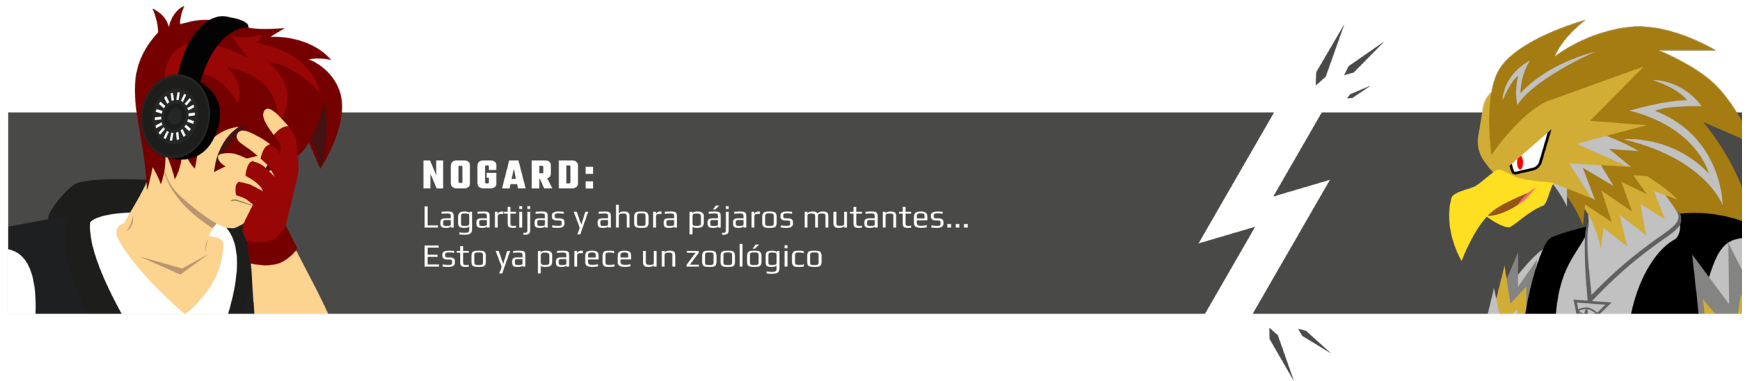 NOGARD:
Lagartijas y ahora pájaros mutantes...
Esto ya parece un zoológico